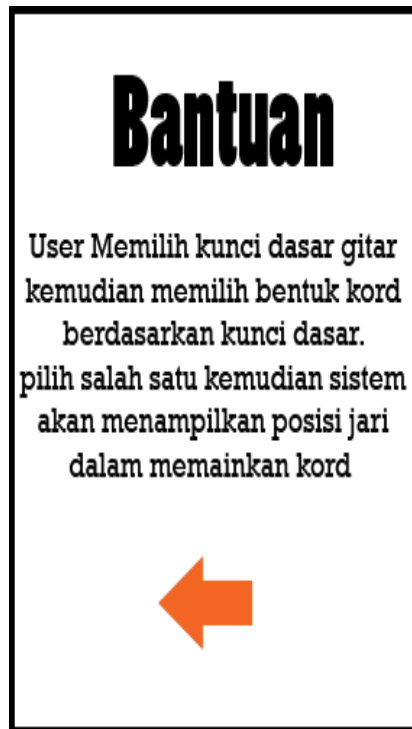 Bantuan
User Memilih kunci dasar gitar
kemudian memilih bentuk kord
berdasarkan kunci dasar.
pilih salah satu kemudian sistem
akan menampilkan posisi jari
dalam memainkan kord